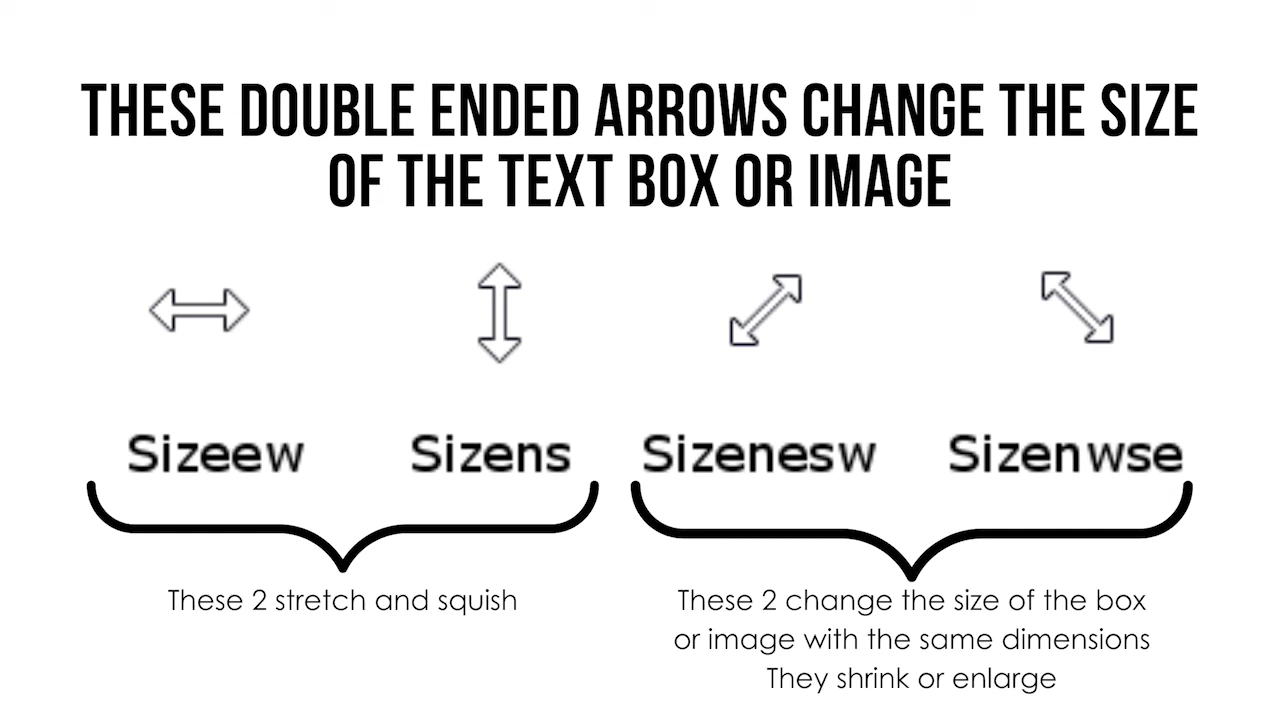 THESE DOUBLE ENDED ARROWS CHANGE THE SIZE
OF THE TEXT BOX OR IMAGE
Sizeew Sizens Sizenesw Sizenwse
These 2 stretch and squish
These 2 change the size of the box
or image with the same dimensions
They shrink or enlarge